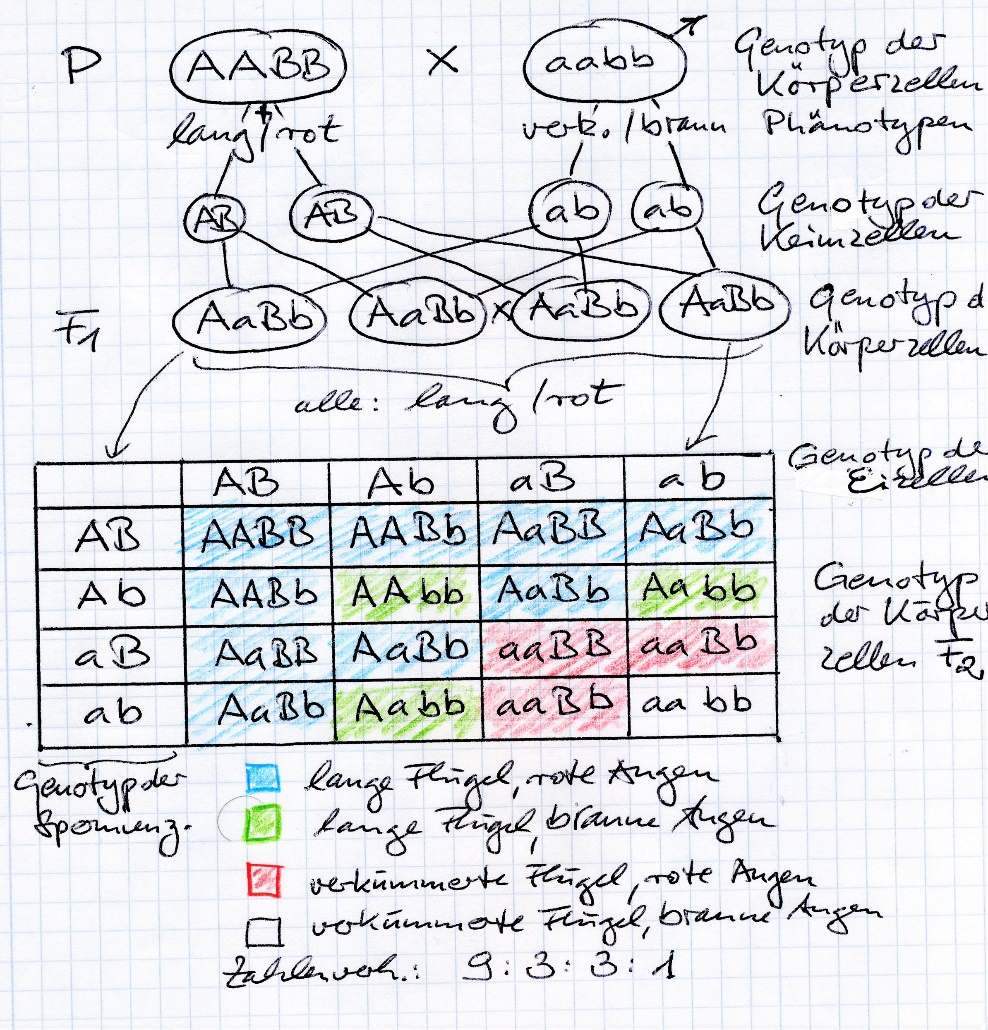 P AABB × aabb Genotyp der
Körperzellen
lang/rot verk./braun Phänotypen
AB AB ab ab Genotyp der
Keimzellen
F1 AaBb AaBb × AaBb AaBb Genotyp d
Körperzellen
alle: lang/rot
Genotyp de
Eizellen
AB Ab aB ab
AB AABB AABb AaBB AaBb
Ab AABb AAbb AaBb Aabb
aB AaBB AaBb aaBB aaBb
ab AaBb Aabb aaBb aabb
Genotyp
der Körper
zellen F2
Genotyp der
Spermienz.
lange Flügel, rote Augen
lange Flügel, braune Augen
verkümmerte Flügel, rote Augen
verkümmerte Flügel, braune Augen
Zahlenverh.: 9:3:3:1